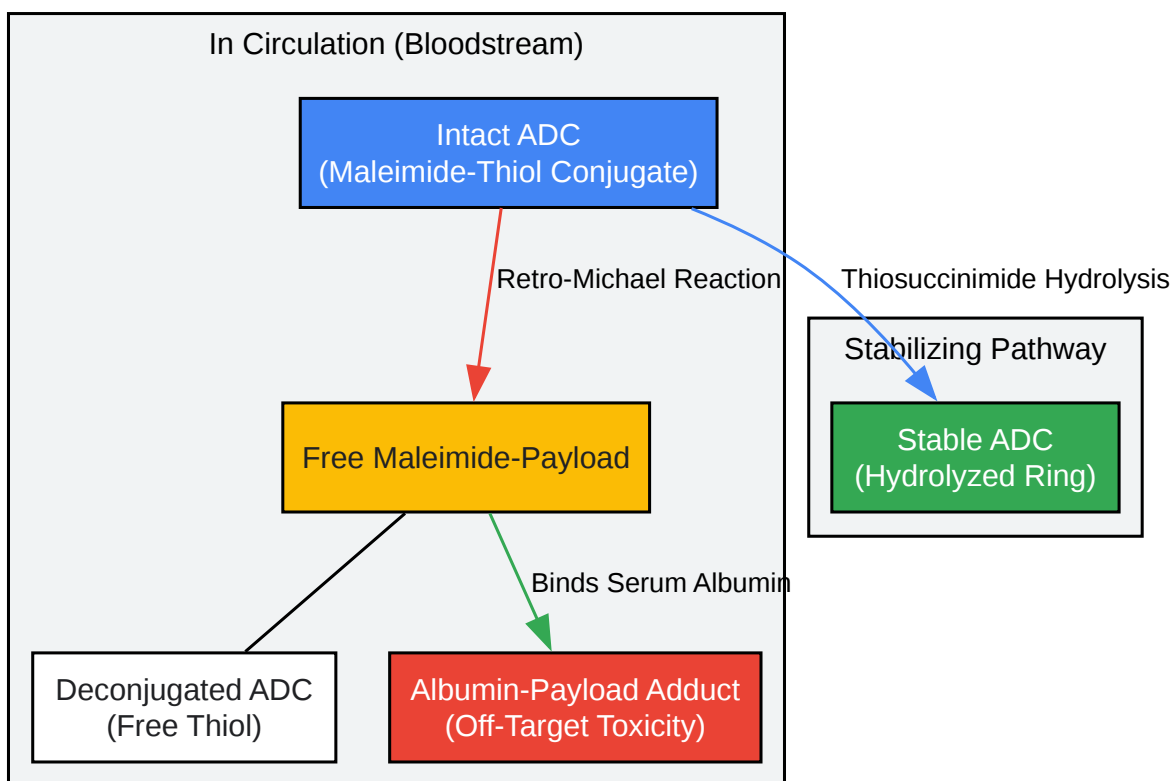 In Circulation (Bloodstream)
Intact ADC
(Maleimide-Thiol Conjugate)
Retro-Michael Reaction
Thiosuccinimide Hydrolysis
Stabilizing Pathway
Stable ADC
(Hydrolyzed Ring)
Free Maleimide-Payload
Binds Serum Albumin
Deconjugated ADC
(Free Thiol)
Albumin-Payload Adduct
(Off-Target Toxicity)